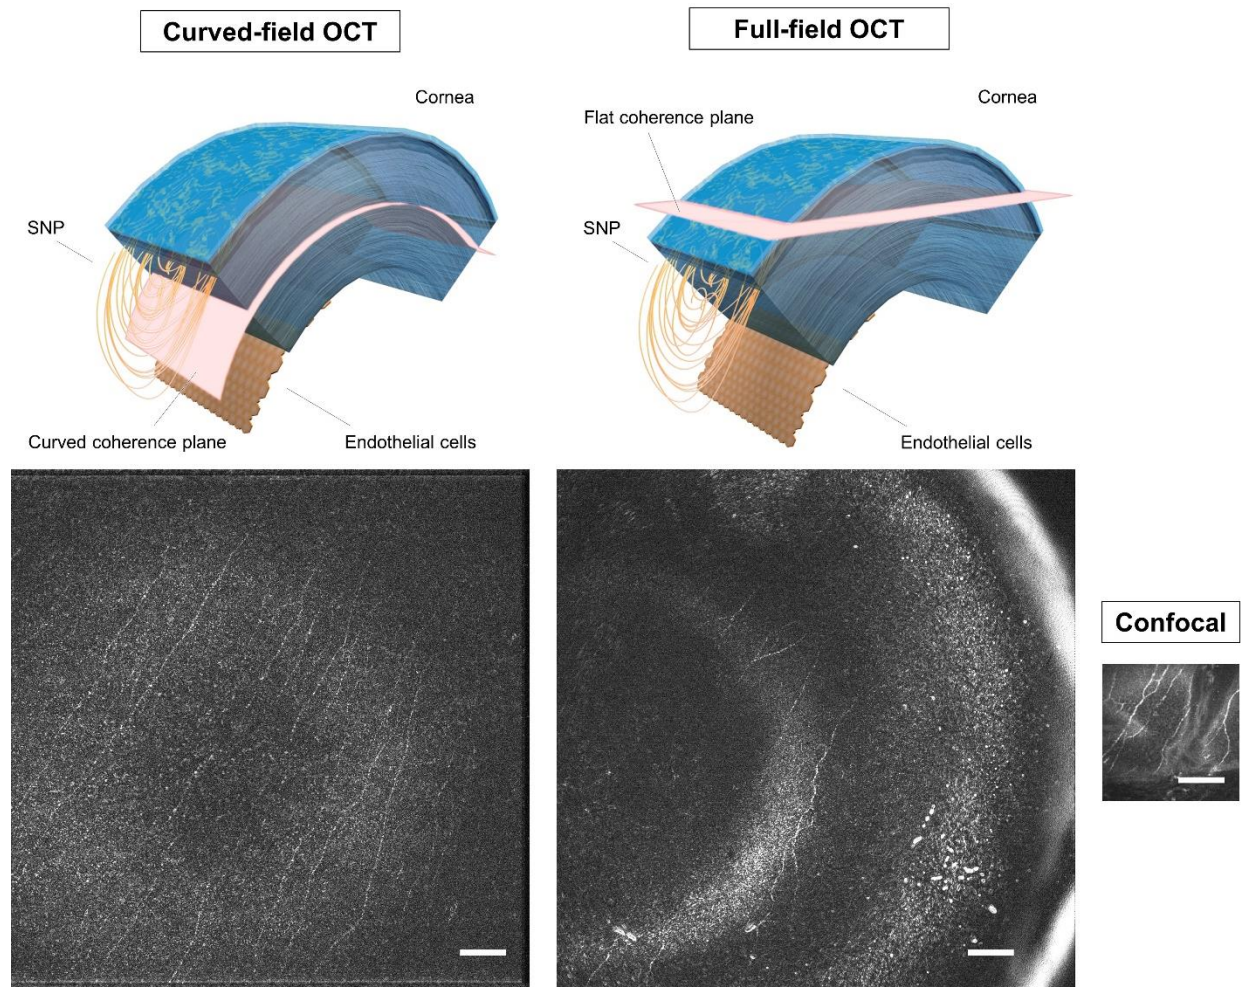 Curved-field OCT
Full-field OCT
Cornea
SNP
Curved coherence plane
Endothelial cells
Cornea
Flat coherence plane
SNP
Endothelial cells
Confocal